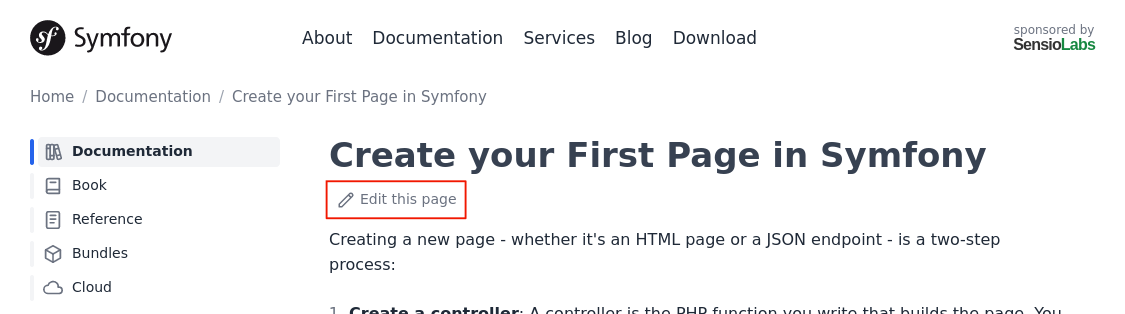 Symfony
About Documentation Services Blog Download
sponsored by
SensioLabs
Home / Documentation / Create your First Page in Symfony
Documentation
Book
Reference
Bundles
Cloud
Create your First Page in Symfony
Edit this page
Creating a new page - whether it's an HTML page or a JSON endpoint - is a two-step
process:
1. Create a controller: A controller is the PHP function you write that builds the page. You